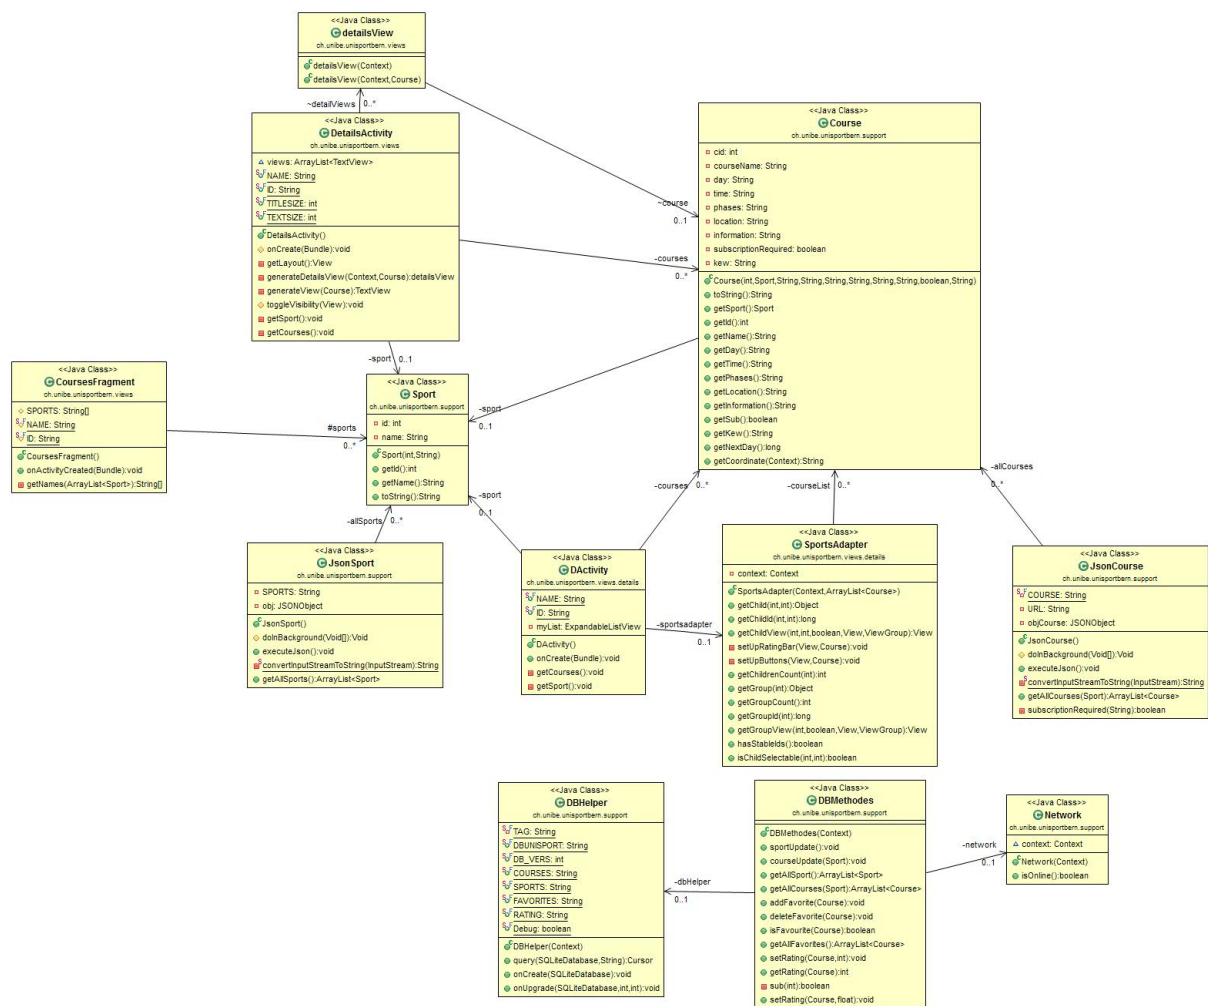 <<Java Class>>
detailsView
ch.unibe.unisportbern.views
detailsView(Context)
detailsView(Context,Course)
~detailViews
0..*
<<Java Class>>
DetailsActivity
ch.unibe.unisportbern.views
views: ArrayList<TextView>
NAME: String
ID: String
TITLESIZE: int
TEXTSIZE: int
DetailsActivity()
onCreate(Bundle):void
getLayout():View
generateDetailsView(Context,Course):detailsView
generateView(Course):TextView
toggleVisibility(View):void
getSport():void
getCourses():void
<<Java Class>>
Course
ch.unibe.unisportbern.support
cid: int
courseName: String
day: String
time: String
phases: String
location: String
information: String
subscriptionRequired: boolean
kew: String
Course(int,Sport,String,String,String,String,String,String,boolean,String)
toString():String
getSport():Sport
getId():int
getName():String
getDay():String
getTime():String
getPhases():String
getLocation():String
getInformation():String
getSub():boolean
getKew():String
getNextDay():long
getCoordinate(Context):String
~course
0..1
-courses
0..*
-sport
0..1
-sport
0..1
<<Java Class>>
CoursesFragment
ch.unibe.unisportbern.views
SPORTS: String[]
NAME: String
ID: String
CoursesFragment()
onActivityCreated(Bundle):void
getNames(ArrayList<Sport>):String[]
#sports
0..*
<<Java Class>>
Sport
ch.unibe.unisportbern.support
id: int
name: String
Sport(int,String)
getId():int
getName():String
toString():String
-allSports
0..*
-sport
0..1
-courses
0..*
-courseList
0..*
-allCourses
0..*
<<Java Class>>
JsonSport
ch.unibe.unisportbern.support
SPORTS: String
obj: JSONObject
JsonSport()
doInBackground(Void[]):Void
executeJson():void
convertInputStreamToString(InputStream):String
getAllSports():ArrayList<Sport>
<<Java Class>>
DActivity
ch.unibe.unisportbern.views.details
NAME: String
ID: String
myList: ExpandableListView
DActivity()
onCreate(Bundle):void
getCourses():void
getSport():void
-sportsadapter
0..1
<<Java Class>>
SportsAdapter
ch.unibe.unisportbern.views.details
context: Context
SportsAdapter(Context,ArrayList<Course>)
getChild(int,int):Object
getChildId(int,int):long
getChildView(int,int,boolean,View,ViewGroup):View
setUpRatingBar(View,Course):void
setUpButtons(View,Course):void
getChildrenCount(int):int
getGroup(int):Object
getGroupCount():int
getGroupId(int):long
getGroupView(int,boolean,View,ViewGroup):View
hasStableIds():boolean
isChildSelectable(int,int):boolean
<<Java Class>>
JsonCourse
ch.unibe.unisportbern.support
COURSE: String
URL: String
objCourse: JSONObject
JsonCourse()
doInBackground(Void[]):Void
executeJson():void
convertInputStreamToString(InputStream):String
getAllCourses(Sport):ArrayList<Course>
subscriptionRequired(String):boolean
<<Java Class>>
DBHelper
ch.unibe.unisportbern.support
TAG: String
DBUNISPORT: String
DB_VERS: int
COURSES: String
SPORTS: String
FAVORITES: String
RATING: String
Debug: boolean
DBHelper(Context)
query(SQLiteDatabase,String):Cursor
onCreate(SQLiteDatabase):void
onUpgrade(SQLiteDatabase,int,int):void
-dbHelper
0..1
<<Java Class>>
DBMethodes
ch.unibe.unisportbern.support
DBMethodes(Context)
sportUpdate():void
courseUpdate(Sport):void
getAllSport():ArrayList<Sport>
getAllCourses(Sport):ArrayList<Course>
addFavorite(Course):void
deleteFavorite(Course):void
isFavourite(Course):boolean
getAllFavorites():ArrayList<Course>
setRating(Course,int):void
getRating(Course):int
sub(int):boolean
setRating(Course,float):void
-network
0..1
<<Java Class>>
Network
ch.unibe.unisportbern.support
context: Context
Network(Context)
isOnline():boolean